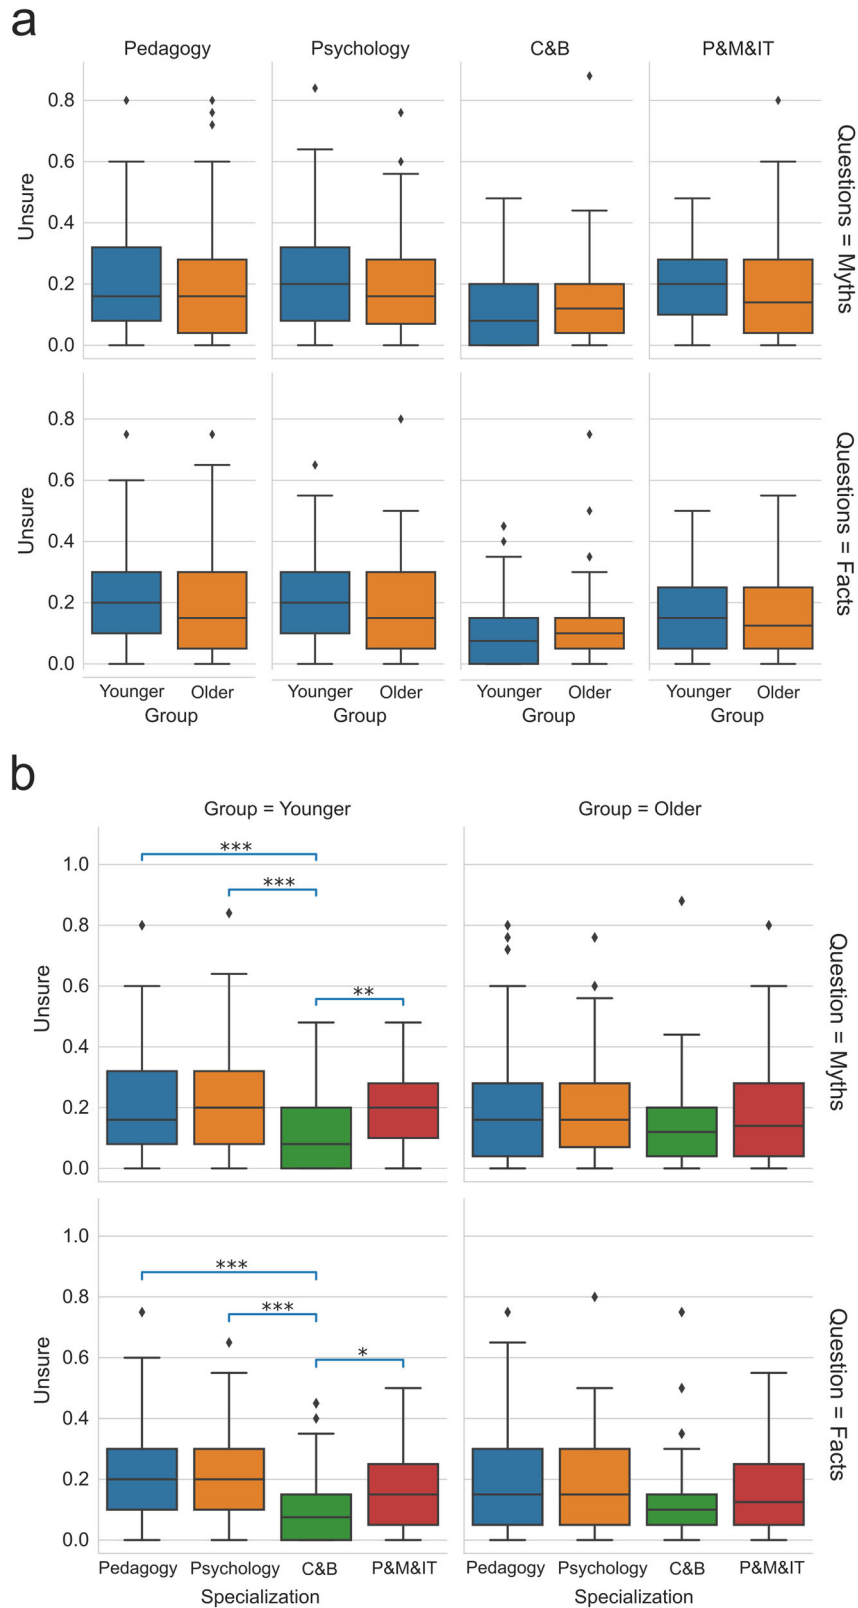 a
Pedagogy Psychology C&B P&M&IT
0.8
0.6
0.4
0.2
0.0
Unsure
Questions = Myths
0.8
0.6
0.4
0.2
0.0
Unsure
Questions = Facts
Younger Older Younger Older Younger Older Younger Older
Group Group Group Group
b
Group = Younger Group = Older
1.0
0.8
0.6
0.4
0.2
0.0
Unsure
***
***
**
Question = Myths
1.0
0.8
0.6
0.4
0.2
0.0
Unsure
***
***
*
Question = Facts
Pedagogy Psychology C&B P&M&IT Pedagogy Psychology C&B P&M&IT
Specialization Specialization